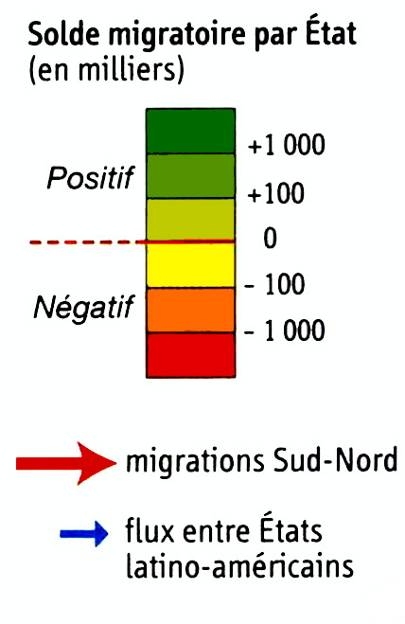 Solde migratoire par État
(en milliers)
+1 000
Positif
+100
0
- 100
Négatif
- 1 000
migrations Sud-Nord
flux entre États
latino-américains